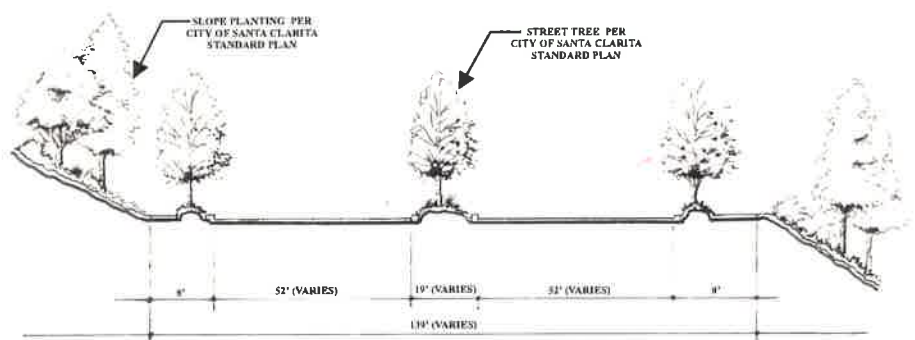 SLOPE PLANTING PER
CITY OF SANTA CLARITA
STANDARD PLAN
STREET TREE PER
CITY OF SANTA CLARITA
STANDARD PLAN
8' 52' (VARIES) 19' (VARIES) 52' (VARIES) 8'
139' (VARIES)